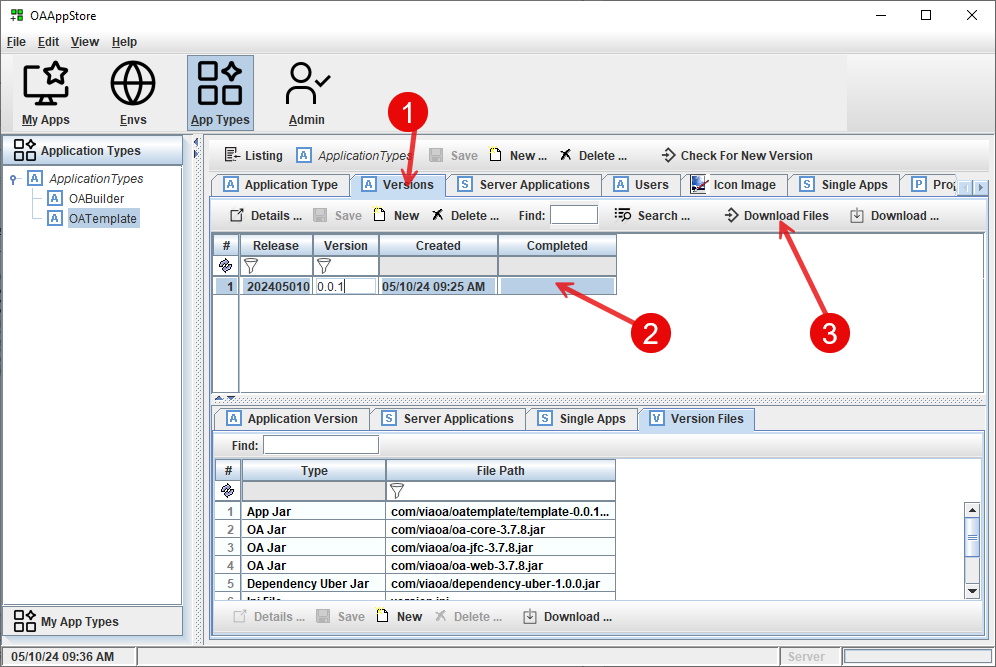 OAAppStore
File Edit View Help
My Apps Envs App Types Admin
1
Application Types
ApplicationTypes
OABuilder
OATemplate
My App Types
Listing A ApplicationTypes Save New ... Delete ... Check For New Version
A Application Type A Versions S Server Applications A Users Icon Image S Single Apps P Pro
Details ... Save New Delete ... Find: Search ... Download Files Download ...
# Release Version Created Completed
1 202405010 0.0.1 05/10/24 09:25 AM
2 3
A Application Version S Server Applications S Single Apps V Version Files
Find:
# Type File Path
1 App Jar com/viaoa/oatemplate/template-0.0.1...
2 OA Jar com/viaoa/oa-core-3.7.8.jar
3 OA Jar com/viaoa/oa-jfc-3.7.8.jar
4 OA Jar com/viaoa/oa-web-3.7.8.jar
5 Dependency Uber Jar com/viaoa/dependency-uber-1.0.0.jar
Details ... Save New Delete ... Download ...
05/10/24 09:36 AM Server